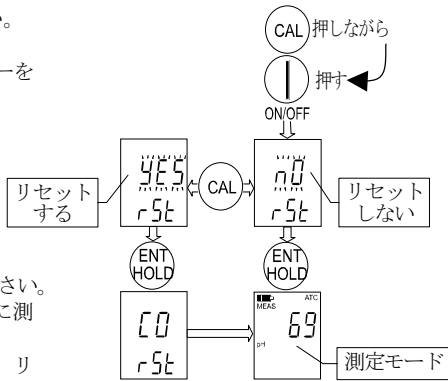 い。
ーを
CAL 押しながら
押す
ON/OFF
YES
rSt
CAL
nO
rSt
リセット
する
リセット
しない
ENT
HOLD
ENT
HOLD
さい。
に測
リ
CO
rSt
MEAS
ATC
pH
69
測定モード